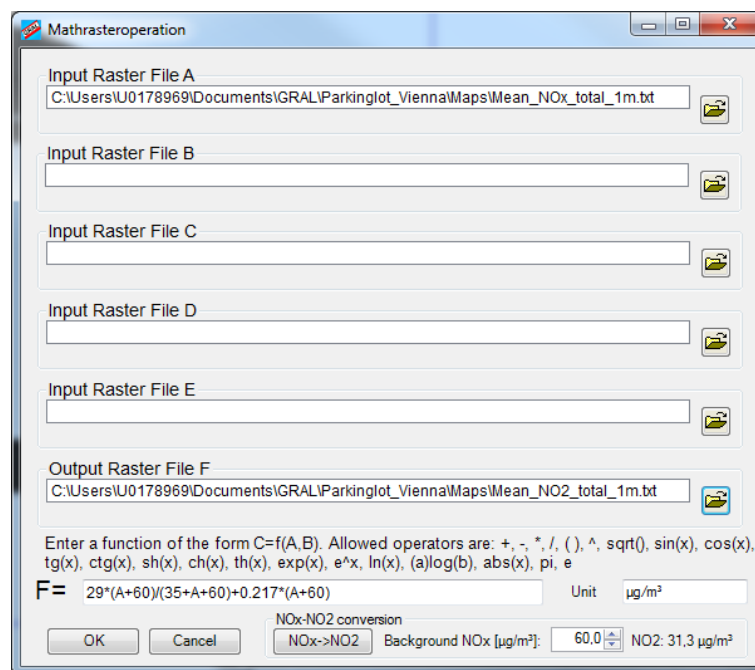 Mathrasteroperation
Input Raster File A
C:\Users\U0178969\Documents\GRAL\Parkinglot_Vienna\Maps\Mean_NOx_total_1m.txt
Input Raster File B
Input Raster File C
Input Raster File D
Input Raster File E
Output Raster File F
C:\Users\U0178969\Documents\GRAL\Parkinglot_Vienna\Maps\Mean_NO2_total_1m.txt
Enter a function of the form C=f(A,B). Allowed operators are: +, -, *, /, ( ), ^, sqrt(), sin(x), cos(x),
tg(x), ctg(x), sh(x), ch(x), th(x), exp(x), e^x, ln(x), (a)log(b), abs(x), pi, e
F= 29*(A+60)/(35+A+60)+0.217*(A+60) Unit µg/m³
NOx-NO2 conversion
OK Cancel NOx->NO2 Background NOx [µg/m³]: 60,0 NO2: 31,3 µg/m³